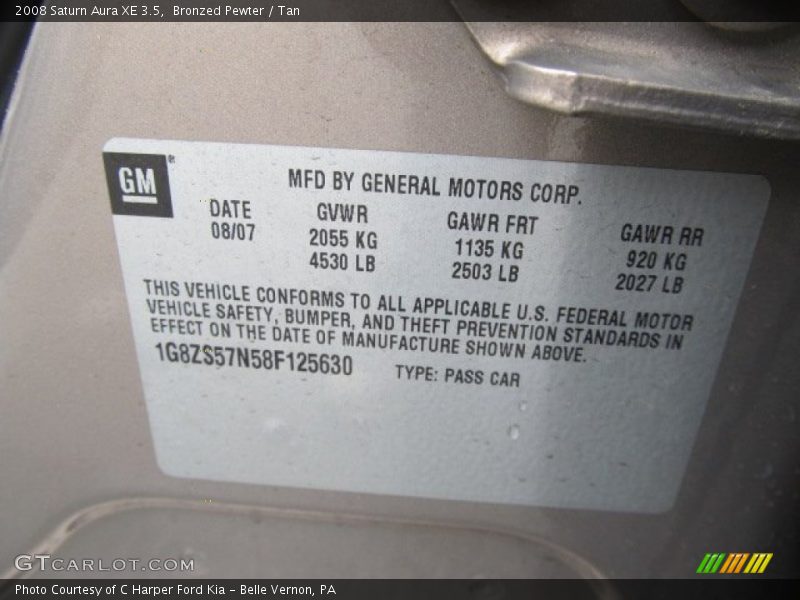 2008 Saturn Aura XE 3.5,  Bronzed Pewter / Tan
GM®
MFD BY GENERAL MOTORS CORP.
DATE GVWR GAWR FRT GAWR RR
08/07 2055 KG 1135 KG 920 KG
4530 LB 2503 LB 2027 LB
THIS VEHICLE CONFORMS TO ALL APPLICABLE U.S. FEDERAL MOTOR
VEHICLE SAFETY, BUMPER, AND THEFT PREVENTION STANDARDS IN
EFFECT ON THE DATE OF MANUFACTURE SHOWN ABOVE.
1G8ZS57N58F125630 TYPE: PASS CAR
GTCARLOT.COM
Photo Courtesy of C Harper Ford Kia - Belle Vernon, PA